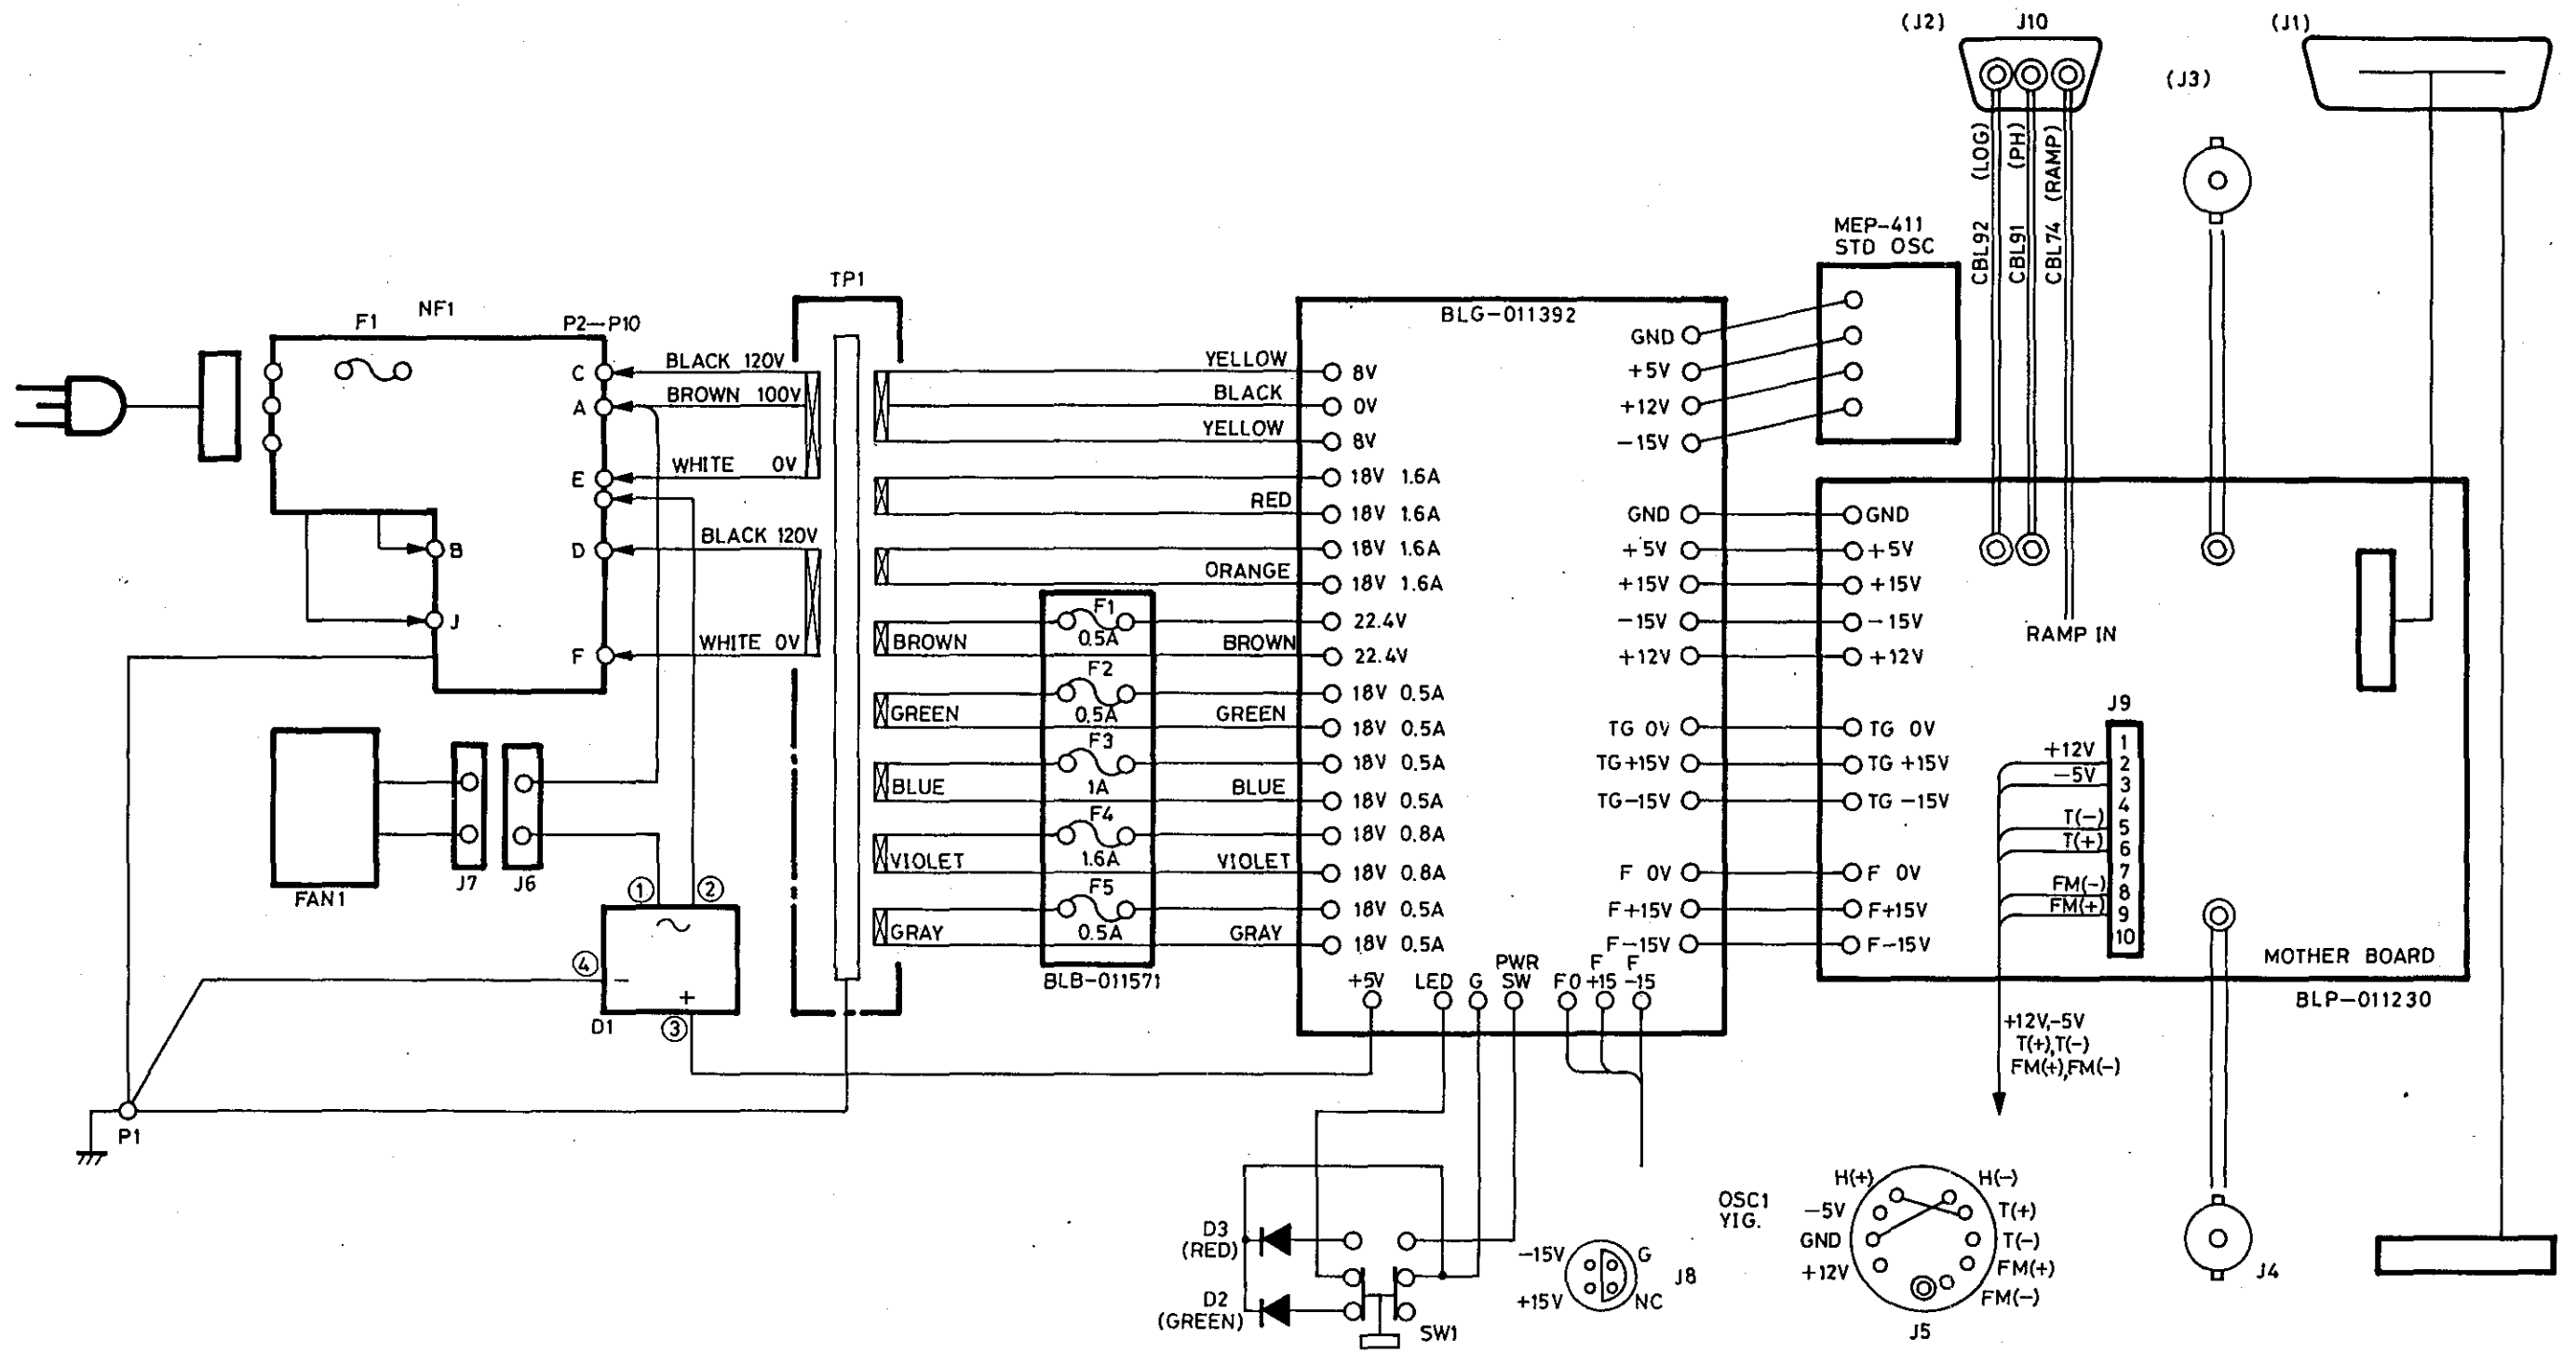 (J2)
J10
(J1)
(J3)
CBL92 (LOG)
CBL91 (PH)
CBL74 (RAMP)
RAMP IN
MEP-411
STD OSC
NF1
F1
P2—P10
C
A
E
D
F
B
J
BLACK 120V
BROWN 100V
WHITE 0V
BLACK 120V
WHITE 0V
TP1
YELLOW
BLACK
YELLOW
RED
ORANGE
BROWN
BROWN
GREEN
GREEN
BLUE
BLUE
VIOLET
VIOLET
GRAY
GRAY
F1
0.5A
F2
0.5A
F3
1A
F4
1.6A
F5
0.5A
BLB-011571
BLG-011392
8V
0V
8V
18V 1.6A
18V 1.6A
18V 1.6A
18V 1.6A
22.4V
22.4V
18V 0.5A
18V 0.5A
18V 0.5A
18V 0.5A
18V 0.8A
18V 0.8A
18V 0.5A
18V 0.5A
GND
+5V
+12V
-15V
GND
+5V
+15V
-15V
+12V
TG 0V
TG+15V
TG-15V
F 0V
F+15V
F-15V
+5V
LED
G
PWR
SW
F0
F
+15
F
-15
GND
+5V
+15V
-15V
+12V
TG 0V
TG +15V
TG -15V
F 0V
F+15V
F-15V
J9
1
2
3
4
5
6
7
8
9
10
+12V
-5V
T(-)
T(+)
FM(-)
FM(+)
MOTHER BOARD
BLP-011230
+12V,-5V
T(+),T(-)
FM(+),FM(-)
FAN1
J7
J6
①
②
④
−
+
③
D1
P1
D3
(RED)
D2
(GREEN)
SW1
-15V
+15V
G
NC
J8
OSC1
YIG.
H(+)
-5V
GND
+12V
H(-)
T(+)
T(-)
FM(+)
FM(-)
J5
J4